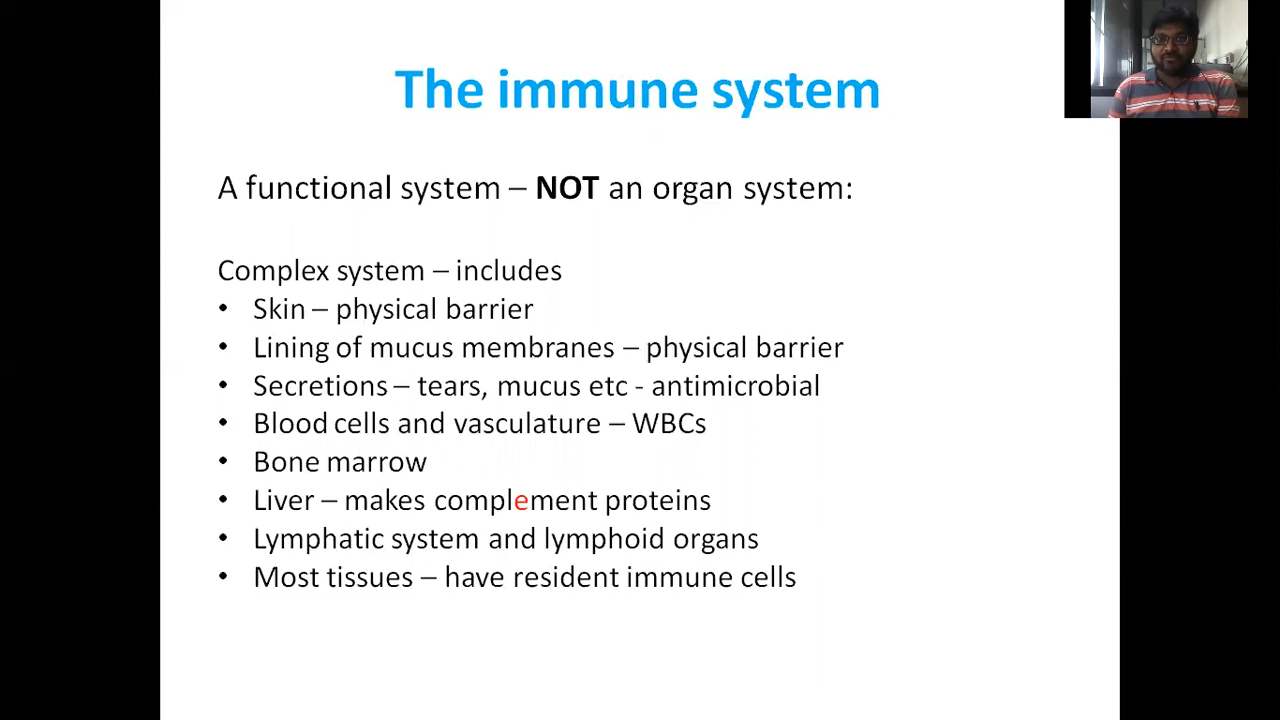 The immune system
A functional system – NOT an organ system:
Complex system – includes
• Skin – physical barrier
• Lining of mucus membranes – physical barrier
• Secretions – tears, mucus etc - antimicrobial
• Blood cells and vasculature – WBCs
• Bone marrow
• Liver – makes complement proteins
• Lymphatic system and lymphoid organs
• Most tissues – have resident immune cells